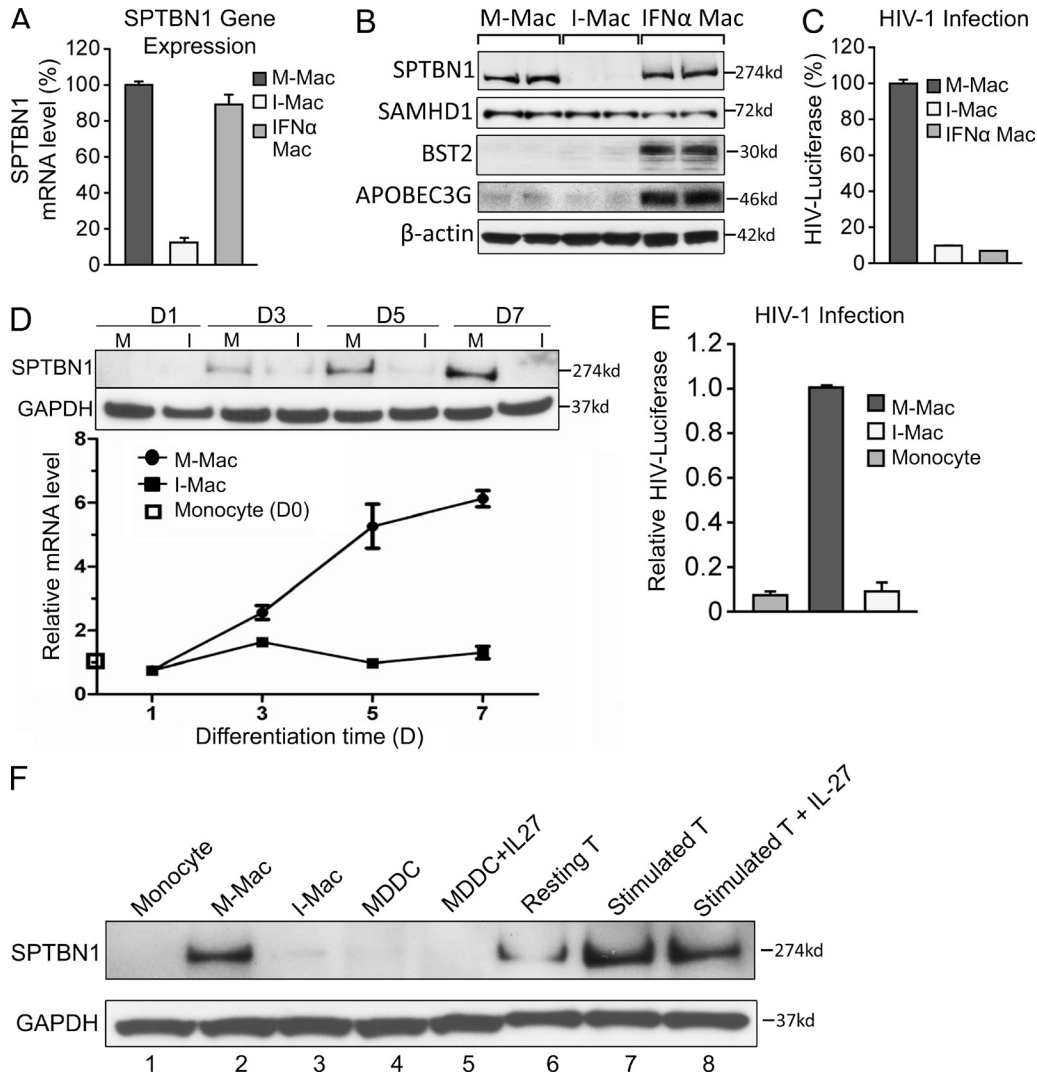 A
SPTBN1 Gene
Expression
SPTBN1
mRNA level (%)
120
100
80
60
40
20
0
M-Mac
I-Mac
IFNα
Mac
B
M-Mac I-Mac IFNα Mac
SPTBN1 –274kd
SAMHD1 –72kd
BST2 –30kd
APOBEC3G –46kd
β-actin –42kd
C
HIV-1 Infection
HIV-Luciferase (%)
120
100
80
60
40
20
0
M-Mac
I-Mac
IFNα Mac
D
D1 D3 D5 D7
M I M I M I M I
SPTBN1 –274kd
GAPDH –37kd
Relative mRNA level
8
6
4
2
0
M-Mac
I-Mac
Monocyte (D0)
1 3 5 7
Differentiation time (D)
E
HIV-1 Infection
Relative HIV-Luciferase
1.2
1.0
0.8
0.6
0.4
0.2
0
M-Mac
I-Mac
Monocyte
F
Monocyte
M-Mac
I-Mac
MDDC
MDDC+IL27
Resting T
Stimulated T
Stimulated T + IL-27
SPTBN1 –274kd
GAPDH –37kd
1 2 3 4 5 6 7 8